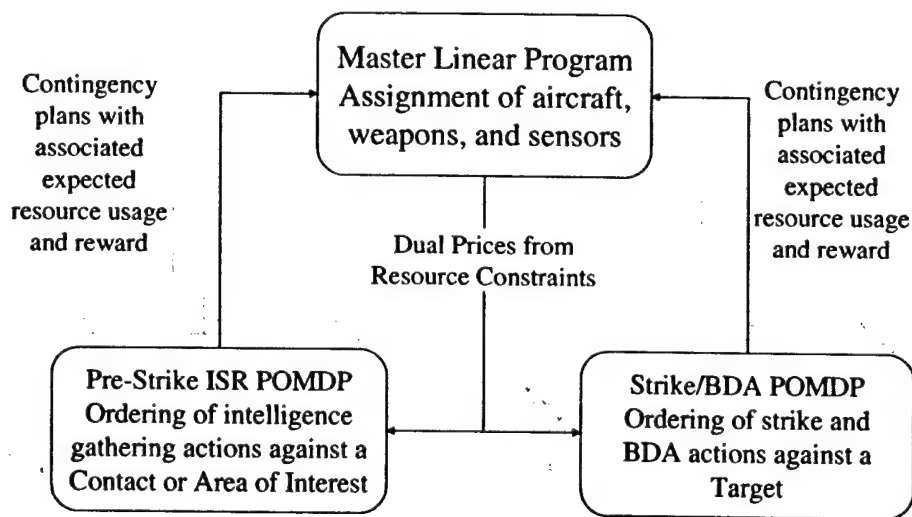 Master Linear Program
Assignment of aircraft,
weapons, and sensors
Contingency
plans with
associated
expected
resource usage
and reward
Contingency
plans with
associated
expected
resource usage
and reward
Dual Prices from
Resource Constraints
Pre-Strike ISR POMDP
Ordering of intelligence
gathering actions against a
Contact or Area of Interest
Strike/BDA POMDP
Ordering of strike and
BDA actions against a
Target